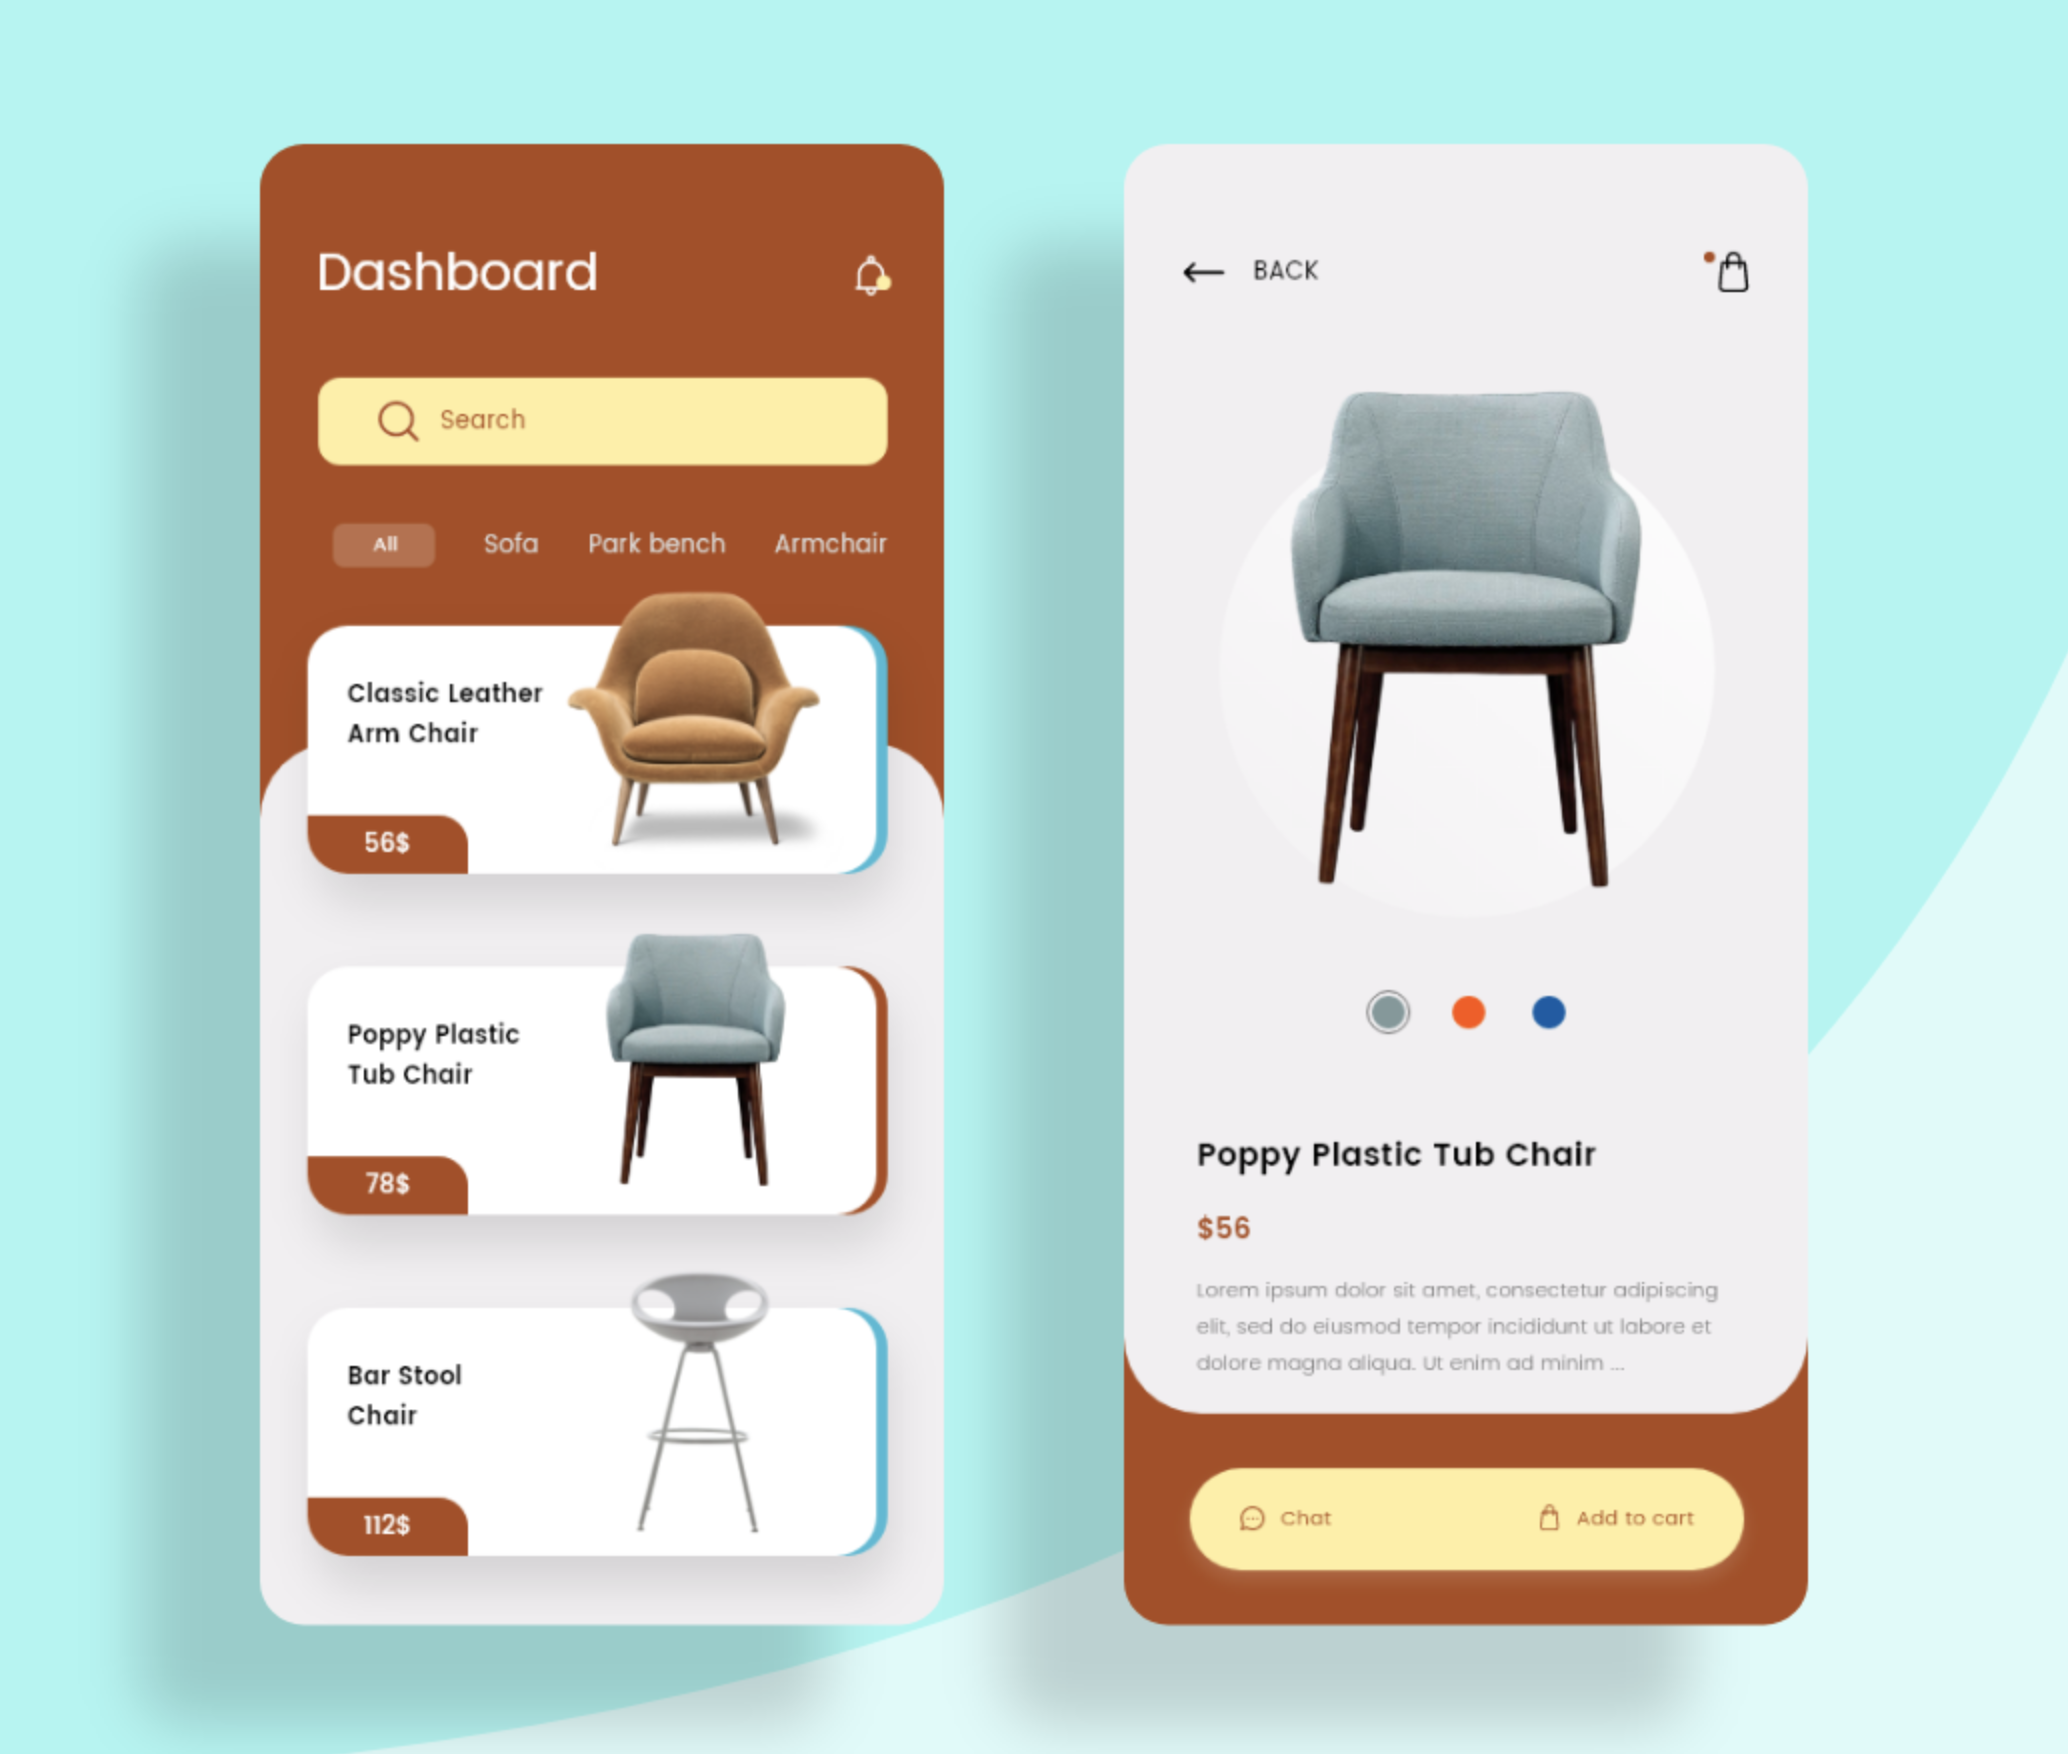 Dashboard
Search
All Sofa Park bench Armchair
Classic Leather
Arm Chair
56$
Poppy Plastic
Tub Chair
78$
Bar Stool
Chair
112$
BACK
Poppy Plastic Tub Chair
$56
Lorem ipsum dolor sit amet, consectetur adipiscing
elit, sed do eiusmod tempor incididunt ut labore et
dolore magna aliqua. Ut enim ad minim ...
Chat Add to cart